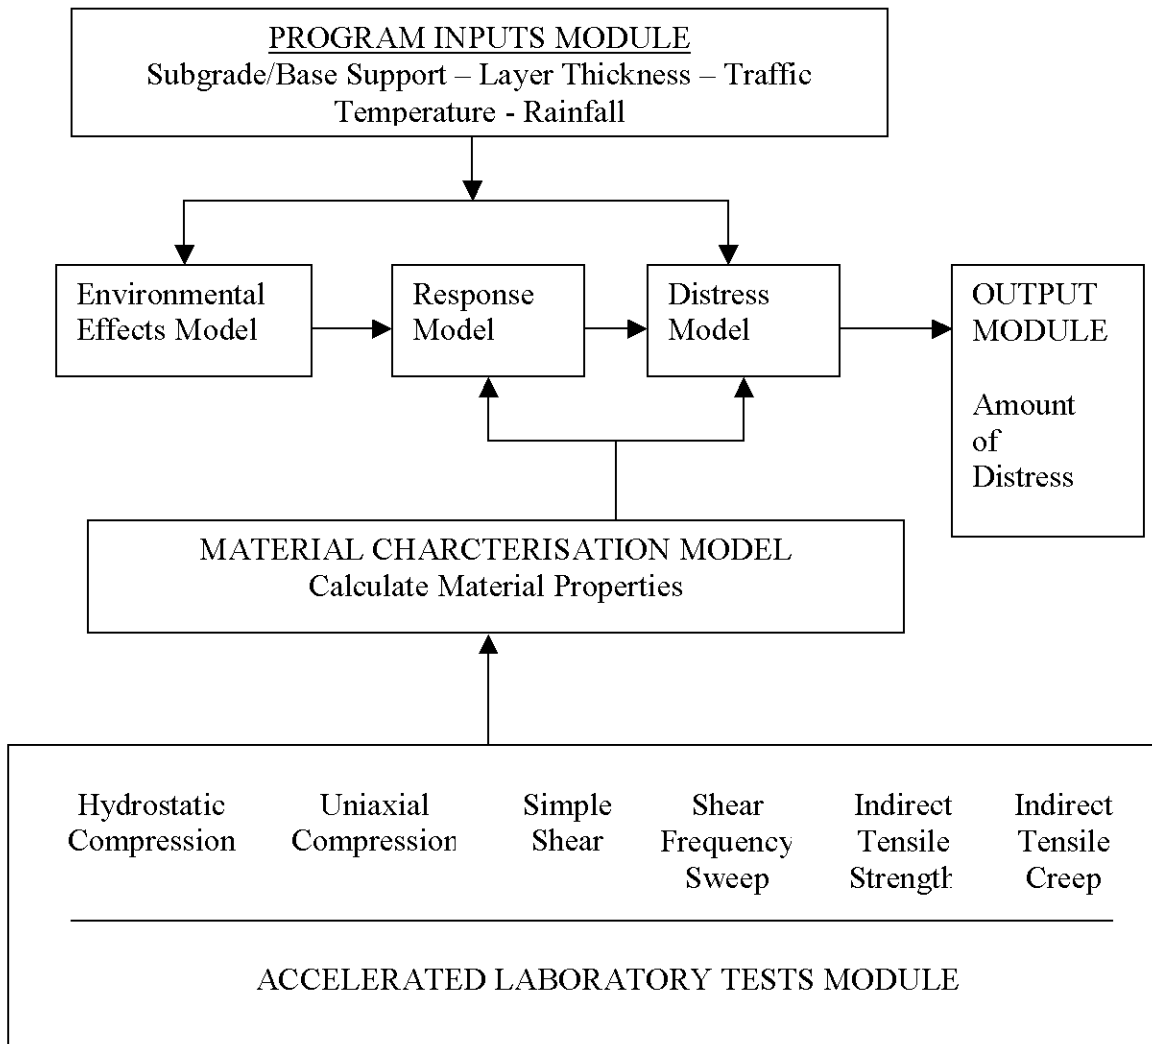 PROGRAM INPUTS MODULE
Subgrade/Base Support – Layer Thickness – Traffic
Temperature - Rainfall
Environmental
Effects Model
Response
Model
Distress
Model
OUTPUT
MODULE
Amount
of
Distress
MATERIAL CHARCTERISATION MODEL
Calculate Material Properties
Hydrostatic
Compression
Uniaxial
Compression
Simple
Shear
Shear
Frequency
Sweep
Indirect
Tensile
Strength
Indirect
Tensile
Creep
ACCELERATED LABORATORY TESTS MODULE